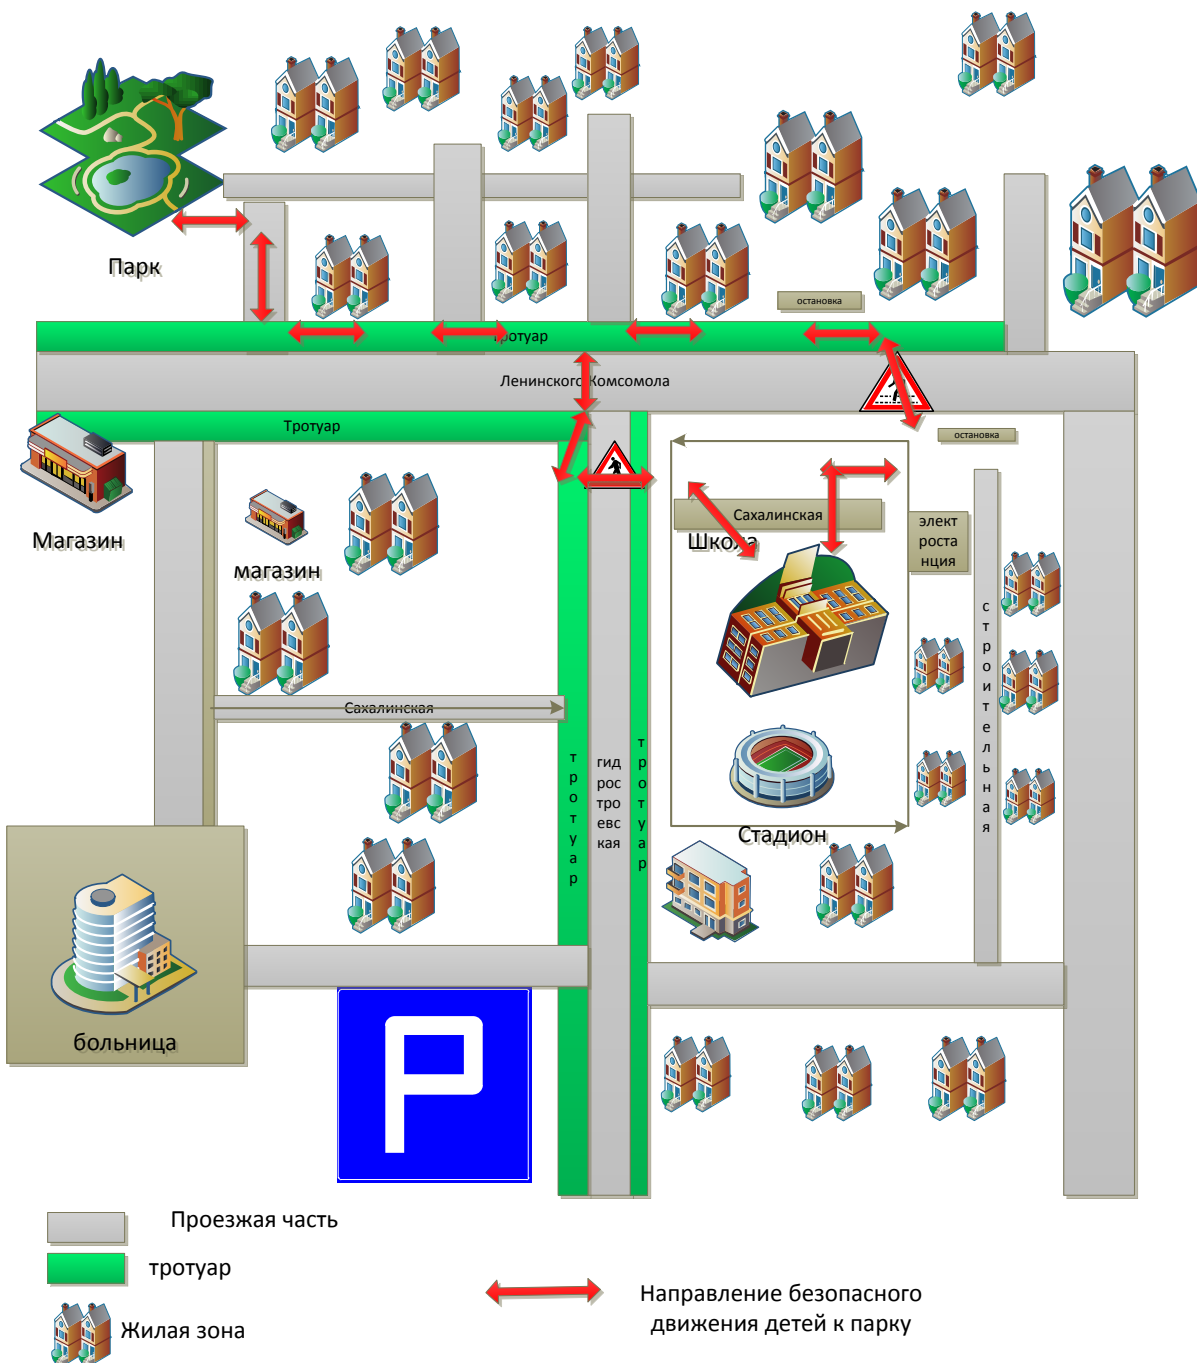 Парк
остановка
тротуар
Ленинского Комсомола
Тротуар
остановка
Магазин
магазин
Сахалинская
Школа
элект
роста
нция
Сахалинская
с
т
р
о
и
т
е
л
ь
н
а
я
т
р
о
т
у
а
р
гид
рос
тро
евс
кая
т
р
о
т
у
а
р
Стадион
больница
P
Проезжая часть
тротуар
Жилая зона
Направление безопасного
движения детей к парку